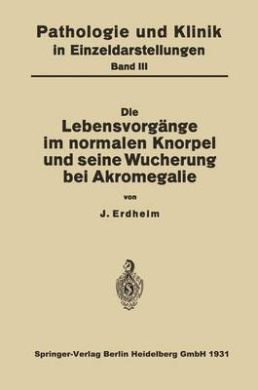 Pathologie und Klinik
in Einzeldarstellungen
Band III
Die
Lebensvorgänge
im normalen Knorpel
und seine Wucherung
bei Akromegalie
von
J. Erdheim
Springer-Verlag Berlin Heidelberg GmbH 1931